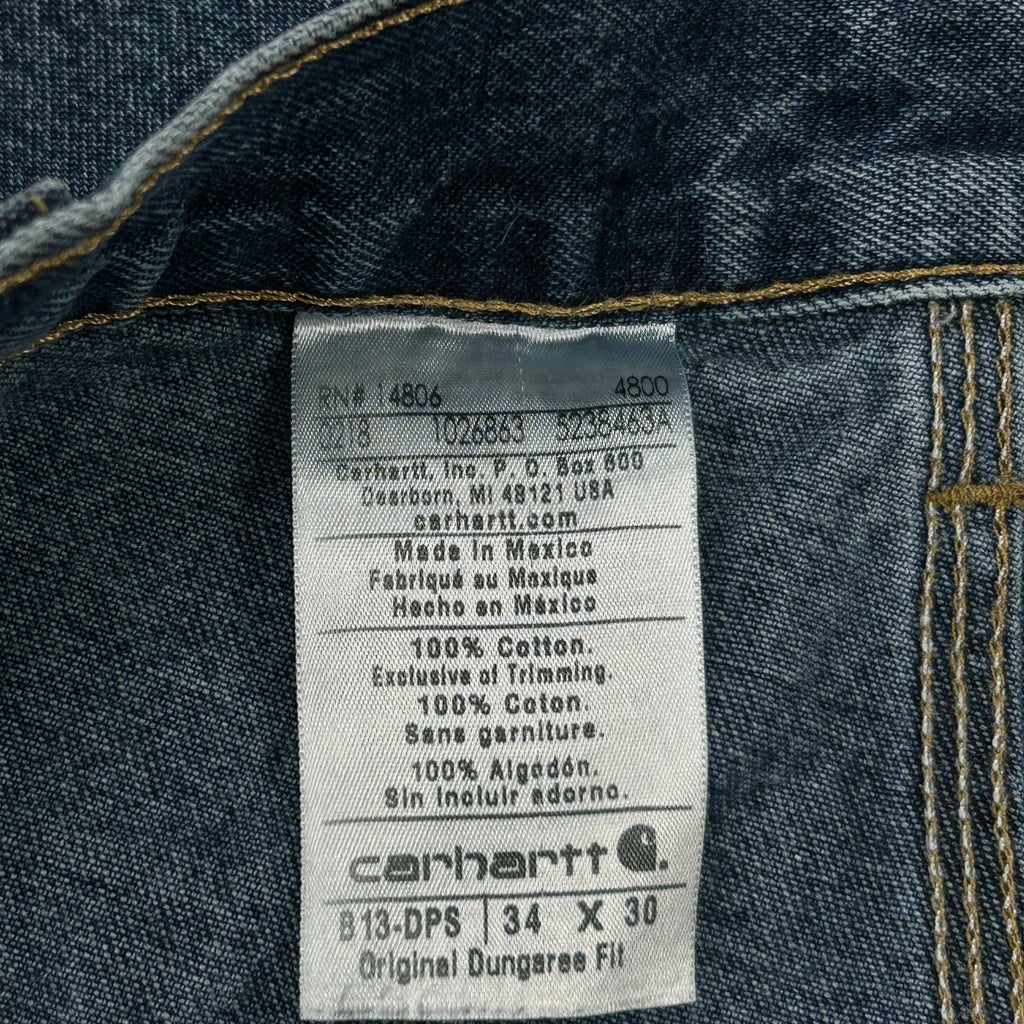 RN# 14806 4800
0218 1026863 5238463A
Carhartt, Inc. P. O. Box 600
Dearborn, MI 48121 USA
carhartt.com
Made in Mexico
Fabriqué au Mexique
Hecho en México
100% Cotton.
Exclusive of Trimming.
100% Coton.
Sans garniture.
100% Algodón.
Sin incluir adorno.
carhartt
B13-DPS | 34 X 30
Original Dungaree Fit